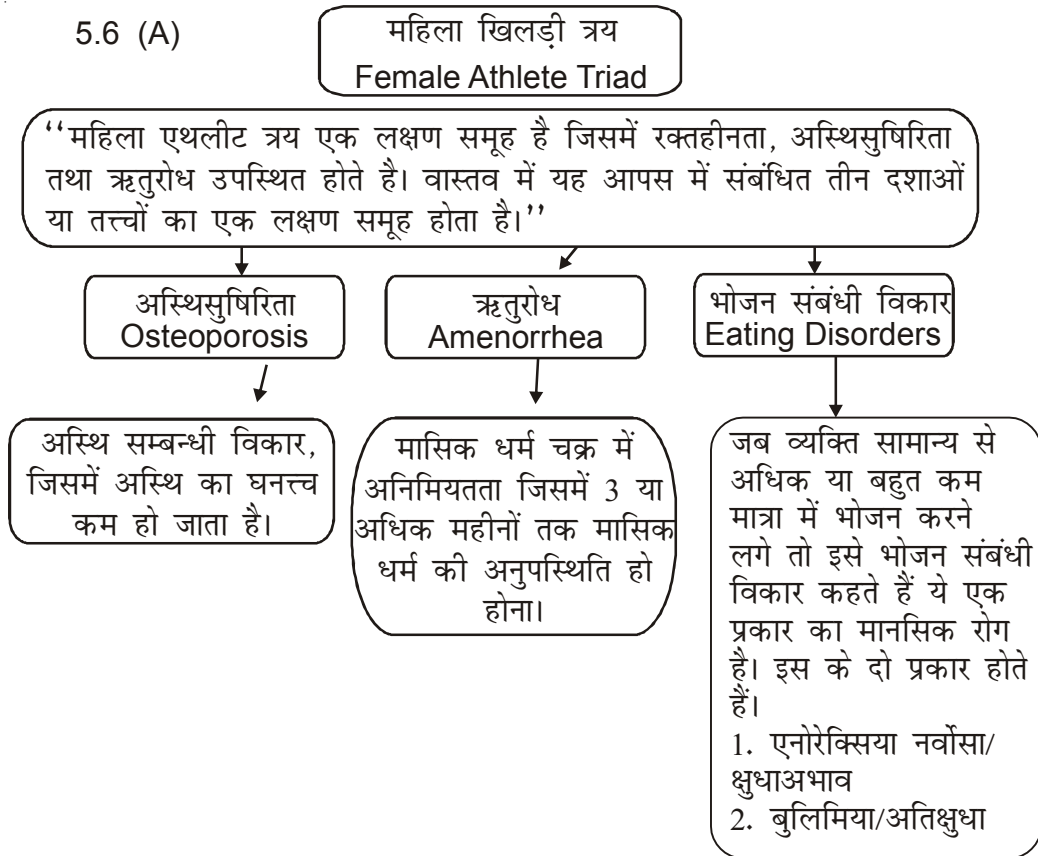 5.6 (A)
महिला खिलड़ी त्रय
Female Athlete Triad
‘‘महिला एथलीट त्रय एक लक्षण समूह है जिसमें रक्तहीनता, अस्थिसुषिरिता
तथा ऋतुरोध उपस्थित होते है। वास्तव में यह आपस में संबंधित तीन दशाओं
या तत्त्वों का एक लक्षण समूह होता है।’’
अस्थिसुषिरिता
Osteoporosis
ऋतुरोध
Amenorrhea
भोजन संबंधी विकार
Eating Disorders
अस्थि सम्बन्धी विकार,
जिसमें अस्थि का घनत्त्व
कम हो जाता है।
मासिक धर्म चक्र में
अनिमियतता जिसमें 3 या
अधिक महीनों तक मासिक
धर्म की अनुपस्थिति हो
होना।
जब व्यक्ति सामान्य से
अधिक या बहुत कम
मात्रा में भोजन करने
लगे तो इसे भोजन संबंधी
विकार कहते हैं ये एक
प्रकार का मानसिक रोग
है। इस के दो प्रकार होते
हैं।
1. एनोरेक्सिया नर्वोसा/
क्षुधाअभाव
2. बुलिमिया/अतिक्षुधा